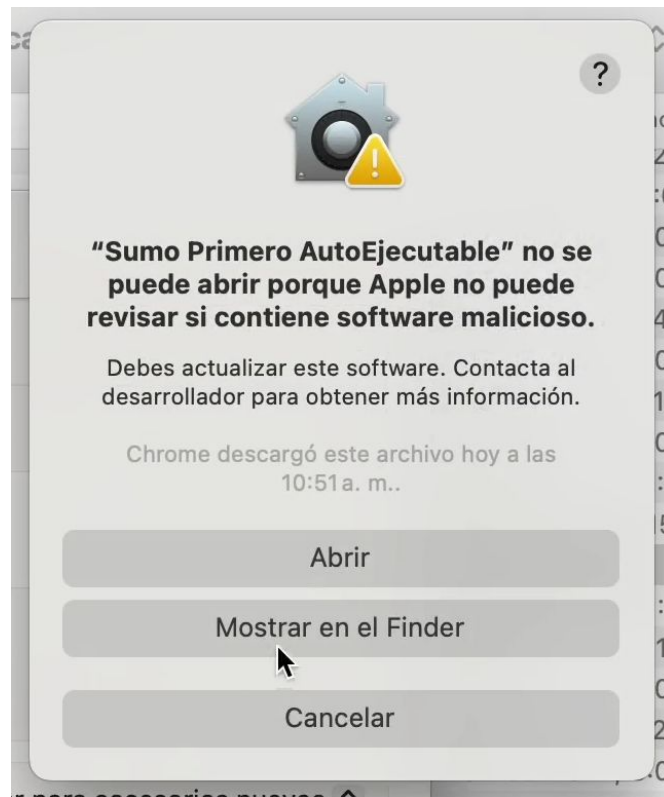 ?
“Sumo Primero AutoEjecutable” no se
puede abrir porque Apple no puede
revisar si contiene software malicioso.
Debes actualizar este software. Contacta al
desarrollador para obtener más información.
Chrome descargó este archivo hoy a las
10:51 a. m..
Abrir
Mostrar en el Finder
Cancelar